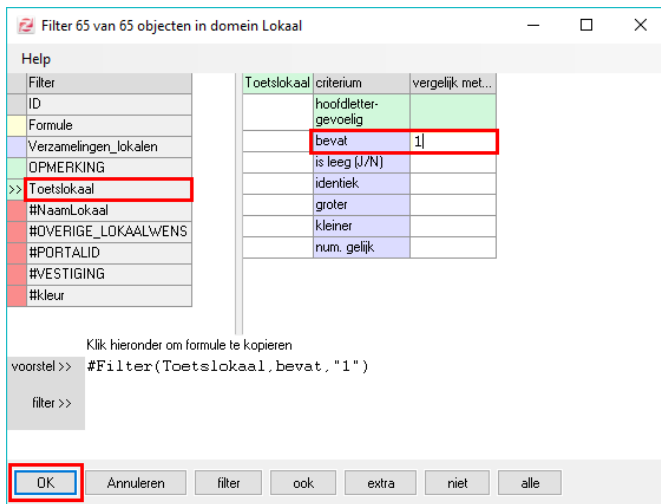 Filter 65 van 65 objecten in domein Lokaal
Help
Filter
ID
Formule
Verzamelingen_lokalen
OPMERKING
>> Toetslokaal
#NaamLokaal
#OVERIGE_LOKAALWENS
#PORTALID
#VESTIGING
#kleur
Toetslokaal criterium vergelijk met...
hoofdletter-
gevoelig
bevat 1
is leeg (J/N)
identiek
groter
kleiner
num. gelijk
Klik hieronder om formule te kopieren
voorstel >> #Filter(Toetslokaal,bevat,"1")
filter >>
OK Annuleren filter ook extra niet alle